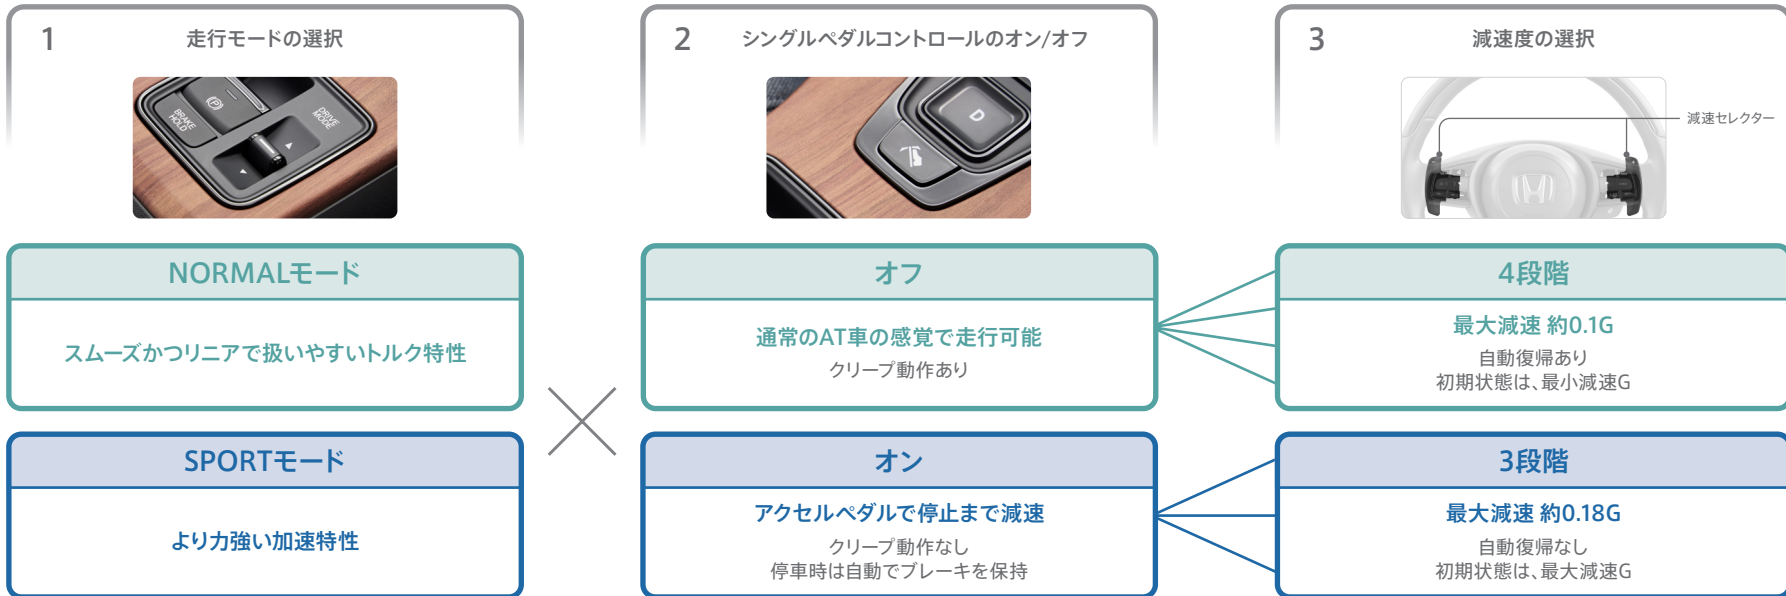 1
走行モードの選択
BRAKE
HOLD
P
DRIVE
MODE
NORMALモード
スムーズかつリニアで扱いやすいトルク特性
SPORTモード
より力強い加速特性
2
シングルペダルコントロールのオン/オフ
D
オフ
通常のAT車の感覚で走行可能
クリープ動作あり
オン
アクセルペダルで停止まで減速
クリープ動作なし
停車時は自動でブレーキを保持
3
減速度の選択
減速セレクター
4段階
最大減速 約0.1G
自動復帰あり
初期状態は、最小減速G
3段階
最大減速 約0.18G
自動復帰なし
初期状態は、最大減速G